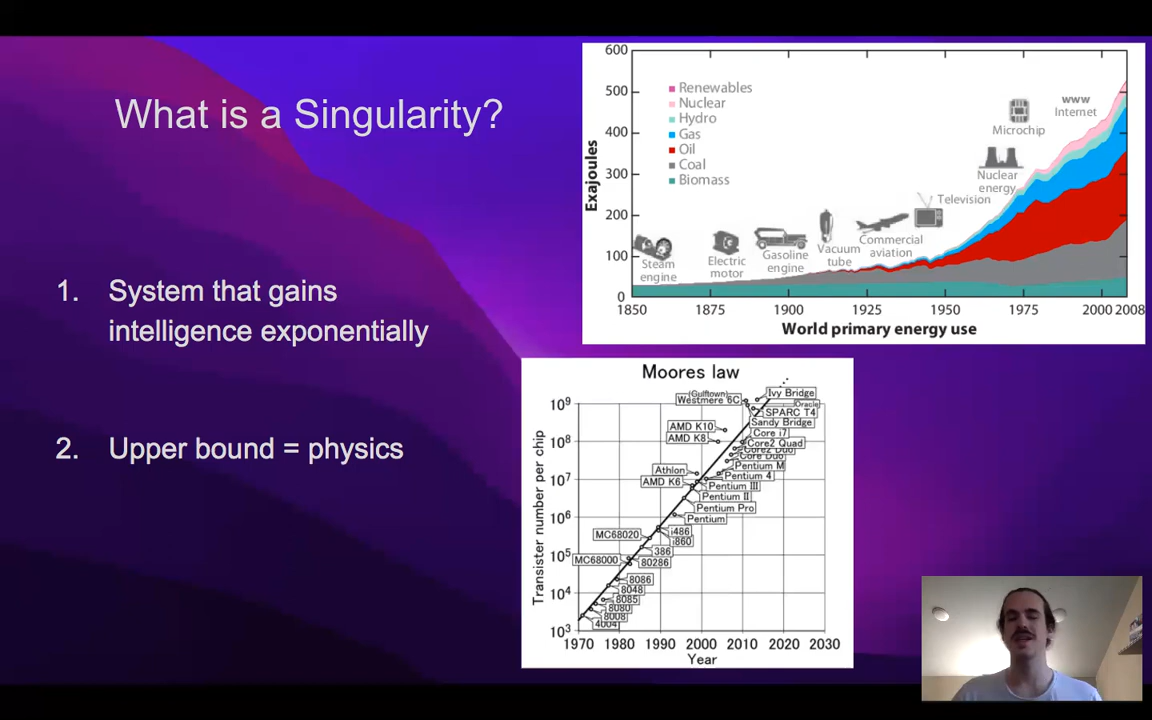 What is a Singularity?
1. System that gains
intelligence exponentially
2. Upper bound = physics
600
500
400
300
200
100
0
Exajoules
Renewables
Nuclear
Hydro
Gas
Oil
Coal
Biomass
Steam
engine
Electric
motor
Gasoline
engine
Vacuum
tube
Commercial
aviation
Television
Nuclear
energy
Microchip
www
Internet
1850 1875 1900 1925 1950 1975 2000 2008
World primary energy use
Moores law
Transister number per chip
10⁹
10⁸
10⁷
10⁶
10⁵
10⁴
10³
(Gulftown)
Westmere 6C
Ivy Bridge
Oracle
SPARC T4
Sandy Bridge
AMD K10
Core i7
AMD K8
Core2 Quad
Core2 Duo
Core Duo
Pentium M
Athlon
Pentium 4
AMD K6
Pentium III
Pentium II
Pentium Pro
Pentium
MC68020
i486
i860
386
MC68000
80286
8086
8048
8085
8080
8008
4004
1970 1980 1990 2000 2010 2020 2030
Year